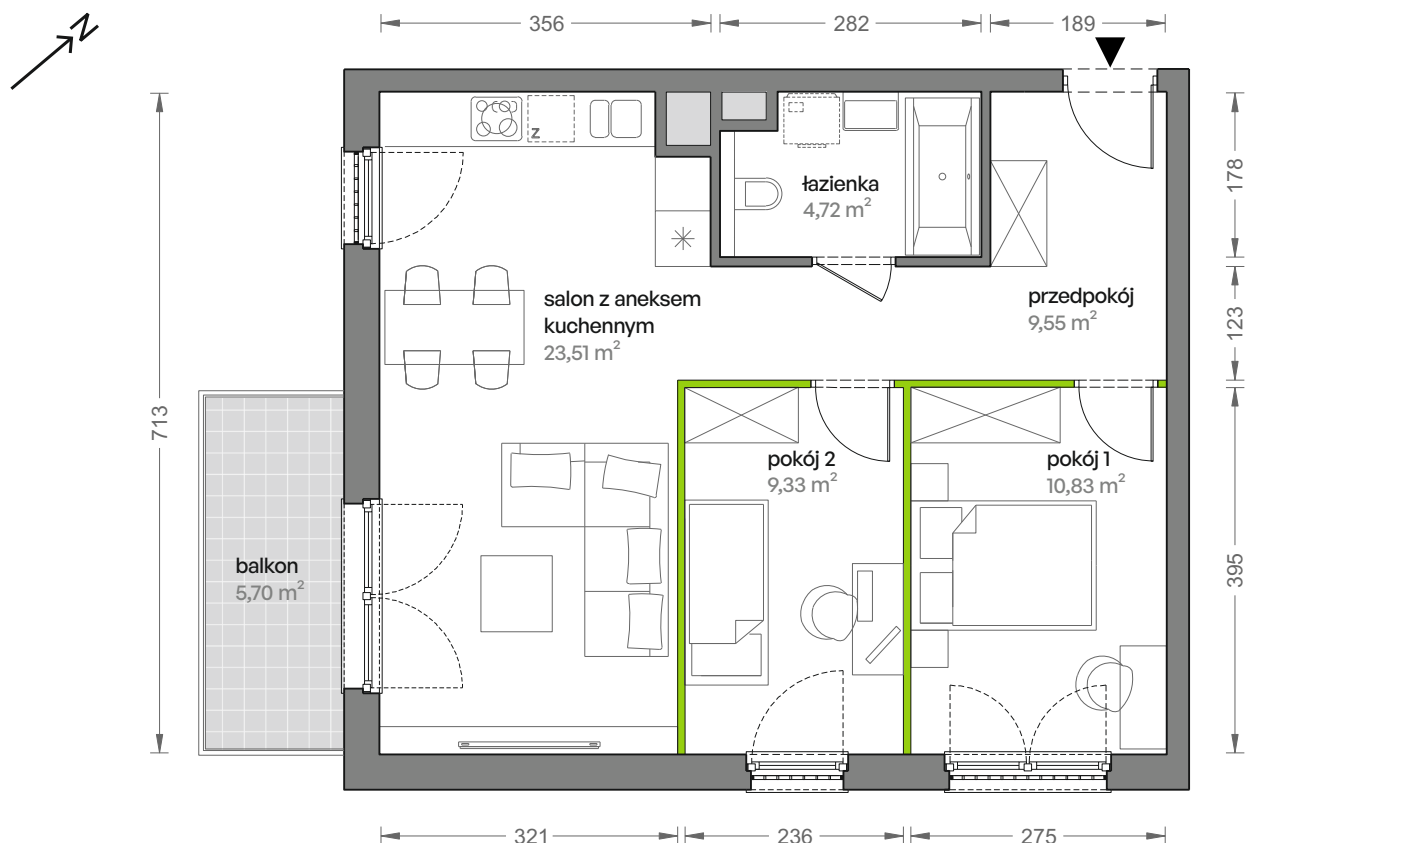 N
356
282
189
z
łazienka
4,72 m²
178
salon z aneksem
kuchennym
23,51 m²
przedpokój
9,55 m²
123
713
pokój 2
9,33 m²
pokój 1
10,83 m²
balkon
5,70 m²
395
321
236
275